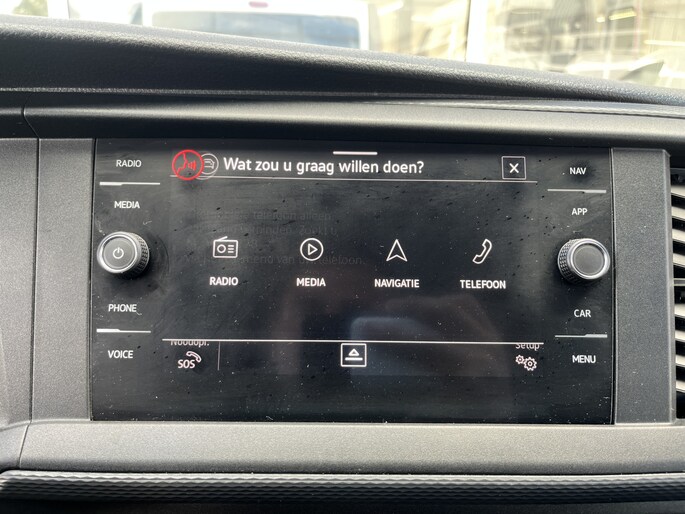 RADIO
MEDIA
PHONE
VOICE
Wat zou u graag willen doen?
X
RADIO
MEDIA
NAVIGATIE
TELEFOON
Noodopr.
SOS
Setup
NAV
APP
CAR
MENU